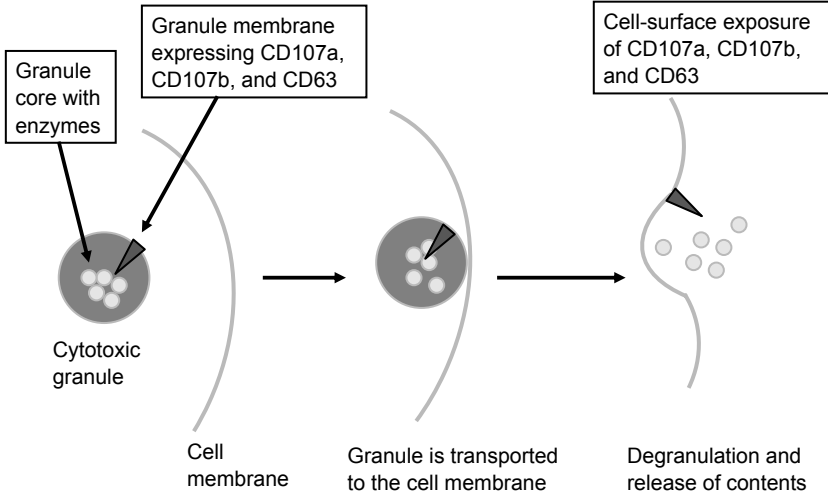 Granule
core with
enzymes
Granule membrane
expressing CD107a,
CD107b, and CD63
Cell-surface exposure
of CD107a, CD107b,
and CD63
Cytotoxic
granule
Cell
membrane
Granule is transported
to the cell membrane
Degranulation and
release of contents